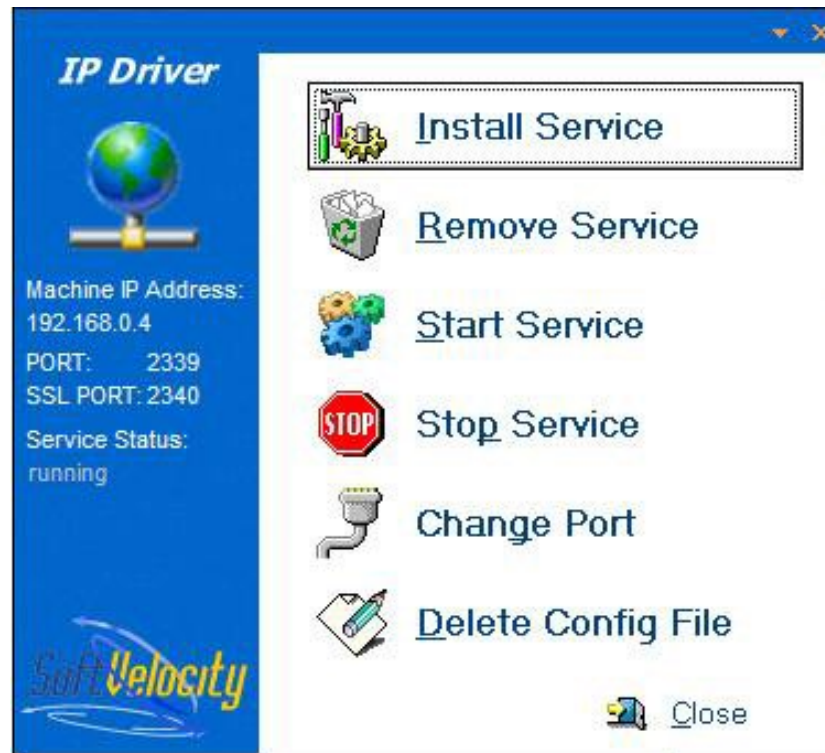 IP Driver
Machine IP Address:
192.168.0.4
PORT: 2339
SSL PORT: 2340
Service Status:
running
SoftVelocity
Install Service
Remove Service
Start Service
STOP
Stop Service
Change Port
Delete Config File
Close